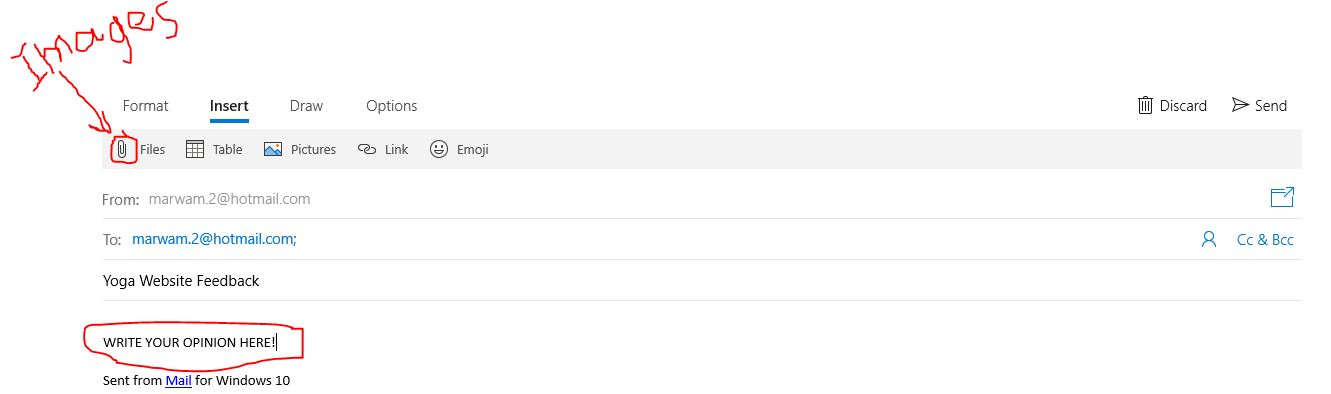 Images
Format Insert Draw Options Discard Send
Files Table Pictures Link Emoji
From: marwam.2@hotmail.com
To: marwam.2@hotmail.com; Cc & Bcc
Yoga Website Feedback
WRITE YOUR OPINION HERE!
Sent from Mail for Windows 10